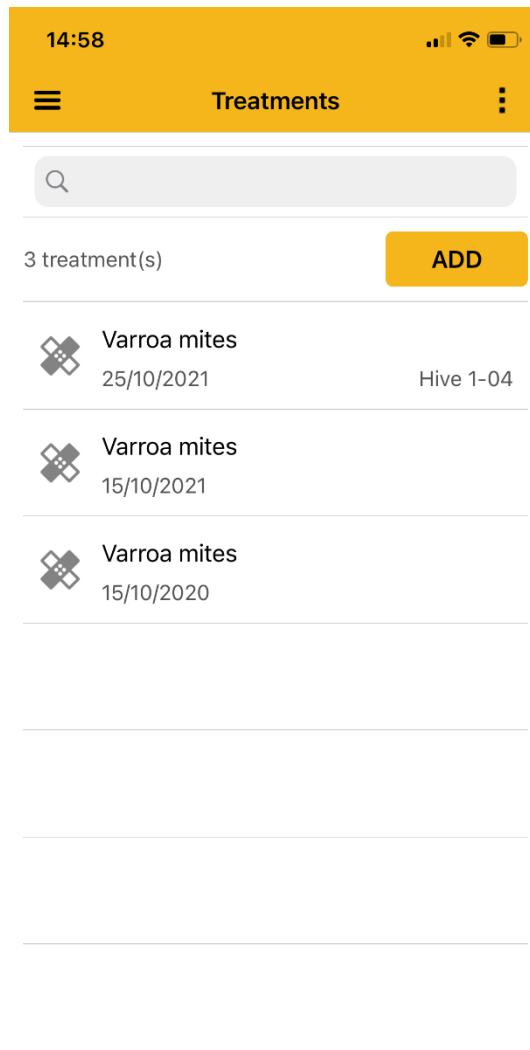 14:58
Treatments
3 treatment(s)
ADD
Varroa mites
25/10/2021 Hive 1-04
Varroa mites
15/10/2021
Varroa mites
15/10/2020